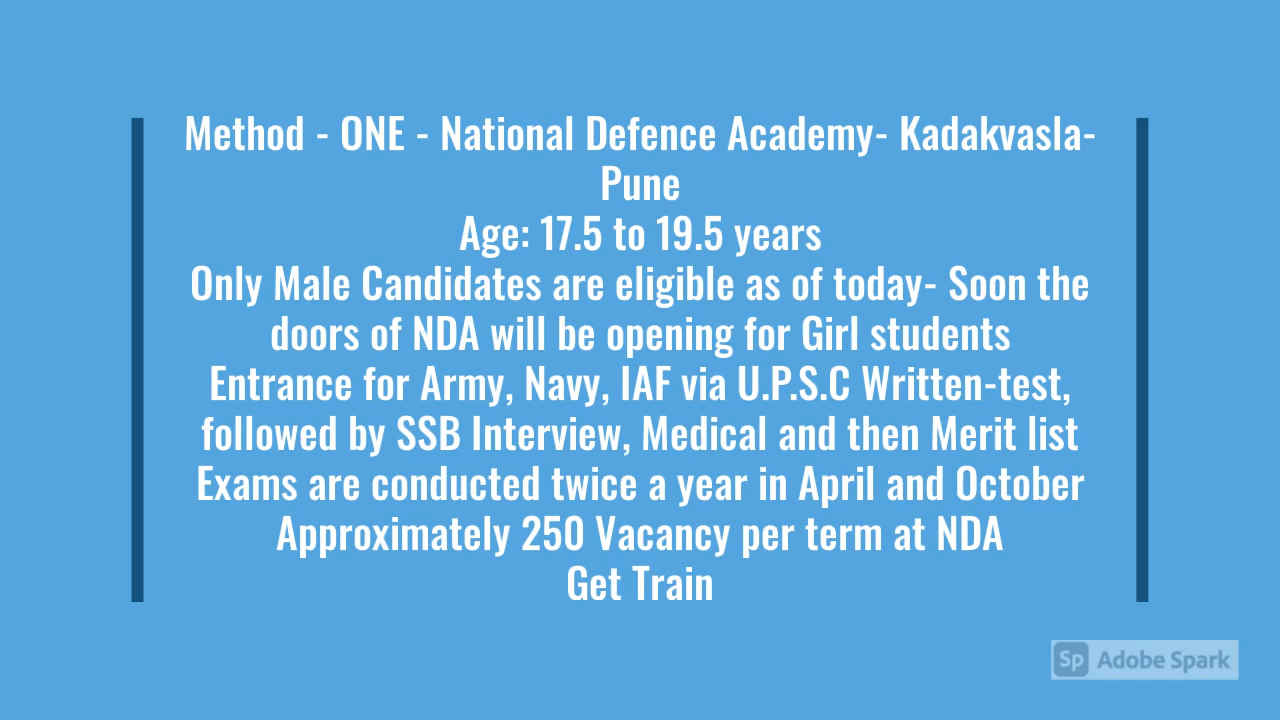 Method - ONE - National Defence Academy- Kadakvasla-
Pune
Age: 17.5 to 19.5 years
Only Male Candidates are eligible as of today- Soon the
doors of NDA will be opening for Girl students
Entrance for Army, Navy, IAF via U.P.S.C Written-test,
followed by SSB Interview, Medical and then Merit list
Exams are conducted twice a year in April and October
Approximately 250 Vacancy per term at NDA
Get Train
Sp Adobe Spark